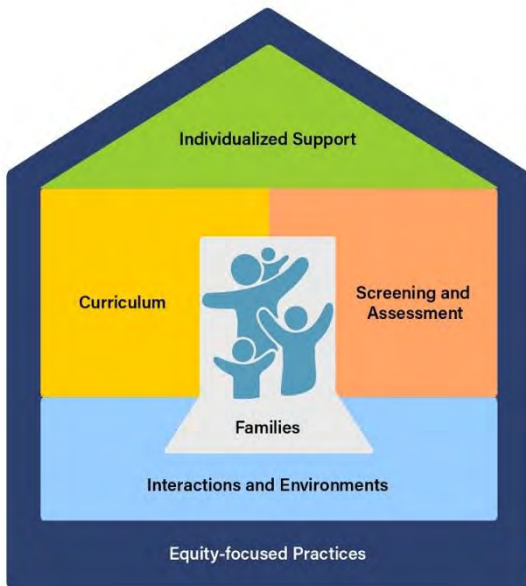 Individualized Support
Curriculum
Screening and
Assessment
Families
Interactions and Environments
Equity-focused Practices